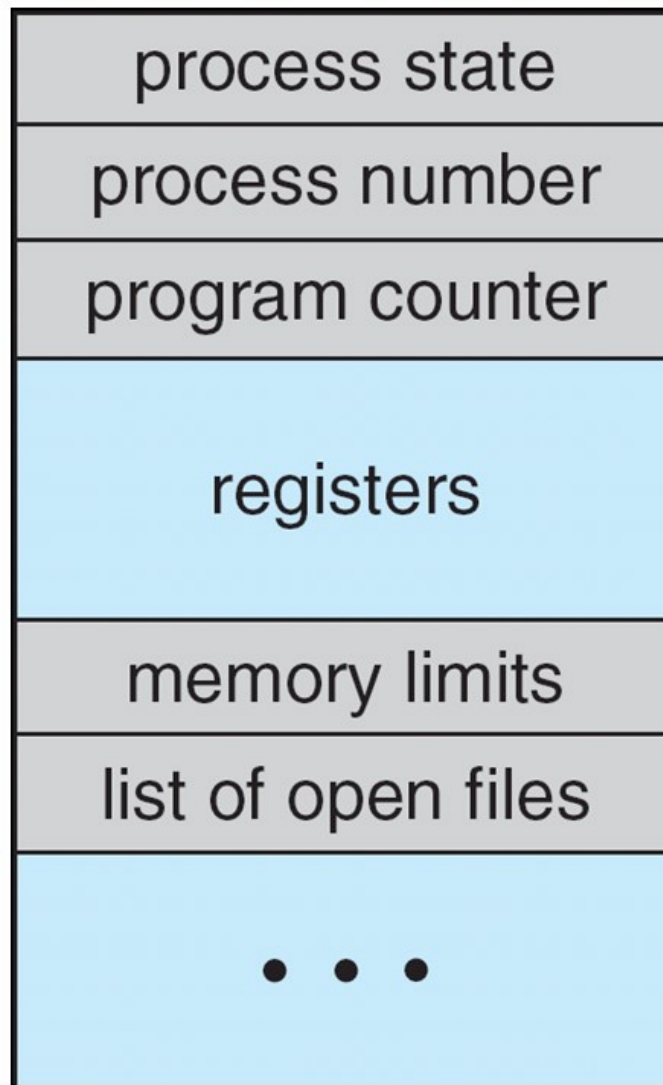 process state
process number
program counter
registers
memory limits
list of open files
• • •